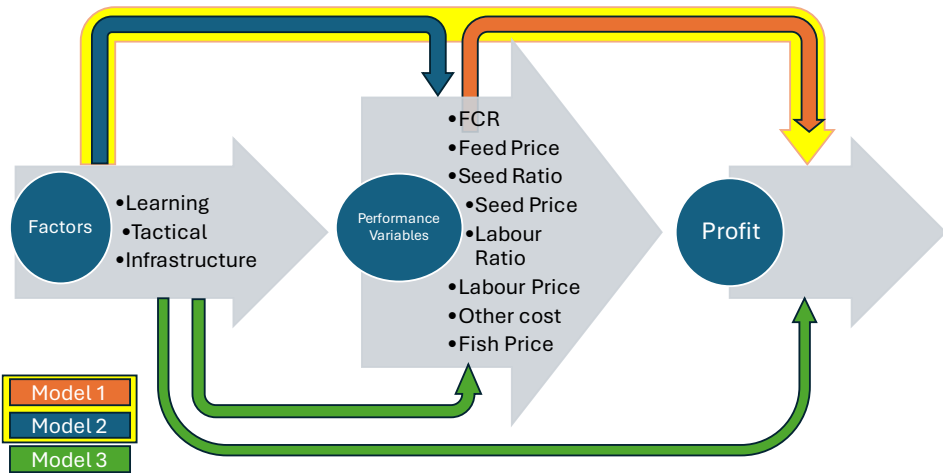 Factors
•Learning
•Tactical
•Infrastructure
Performance
Variables
•FCR
•Feed Price
•Seed Ratio
•Seed Price
•Labour
Ratio
•Labour Price
•Other cost
•Fish Price
Profit
Model 1
Model 2
Model 3